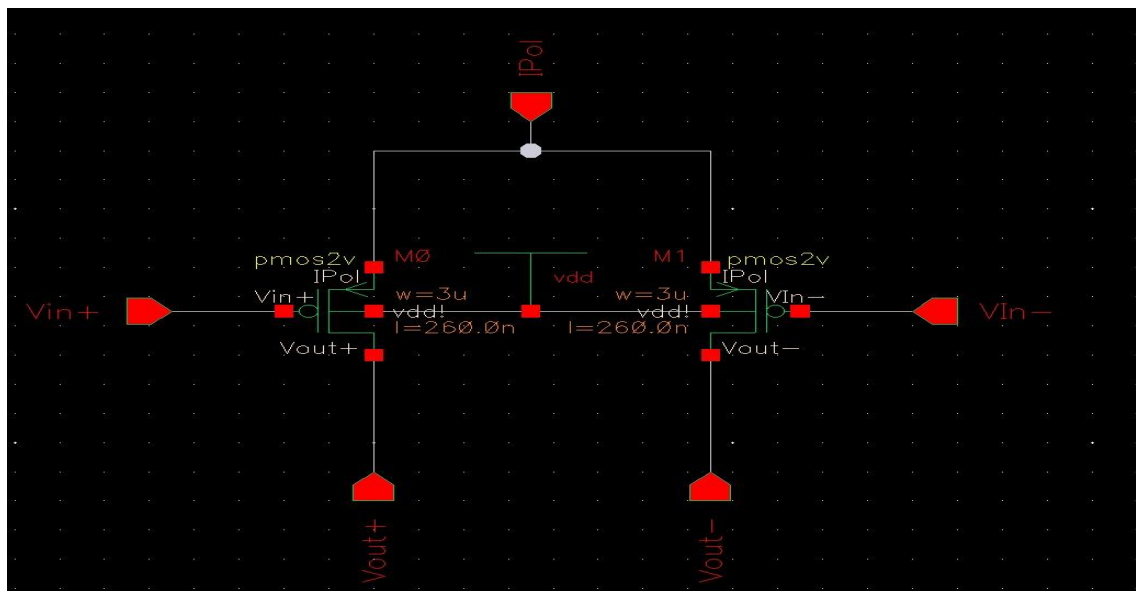 IPol
pmos2v
M0
M1
pmos2v
IPol
IPol
vdd
Vin+
w=3u
w=3u
VIn-
Vin+
vdd!
vdd!
VIn-
l=260.0n
l=260.0n
Vout+
Vout-
Vout+
Vout-